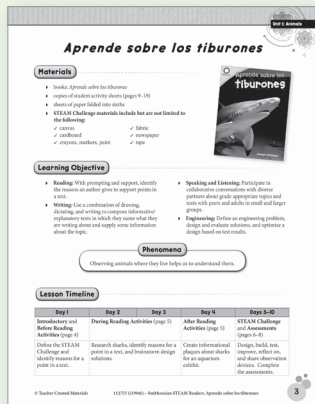 Unit 1: Animals
Aprende sobre los tiburones
Materials
books: Aprende sobre los tiburones
copies of student activity sheets (pages 9–19)
sheets of paper folded into sixths
STEAM Challenge materials include but are not limited to
the following:
✓ canvas
✓ cardboard
✓ crayons, markers, paint
✓ fabric
✓ newspaper
✓ tape
Aprende sobre los
tiburones
Learning Objective
Reading: With prompting and support, identify
the reasons an author gives to support points in
a text.
Writing: Use a combination of drawing,
dictating, and writing to compose informative/
explanatory texts in which they name what they
are writing about and supply some information
about the topic.
Speaking and Listening: Participate in
collaborative conversations with diverse
partners about grade appropriate topics and
texts with peers and adults in small and larger
groups.
Engineering: Define an engineering problem,
design and evaluate solutions, and optimize a
design based on test results.
Phenomena
Observing animals where they live helps us to understand them.
Lesson Timeline
Day 1 Day 2 Day 3 Day 4 Days 5–10
Introductory and
Before Reading
Activities (page 4)
During Reading Activities (page 5)
After Reading
Activities (page 5)
STEAM Challenge
and Assessments
(pages 6–8)
Define the STEAM
Challenge and
identify reasons for a
point in a text.
Research sharks, identify reasons for a
point in a text, and brainstorm design
solutions.
Create informational
plaques about sharks
for an aquarium
exhibit.
Design, build, test,
improve, reflect on,
and share observation
devices. Complete
the assessments.
© Teacher Created Materials
112755 (i23946)—Smithsonian STEAM Readers: Aprende sobre los tiburones
3